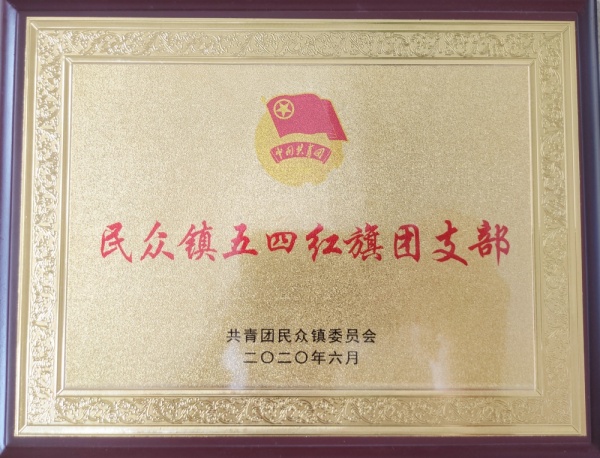 中国共青团
民众镇五四红旗团支部
共青团民众镇委员会
二〇二〇年六月